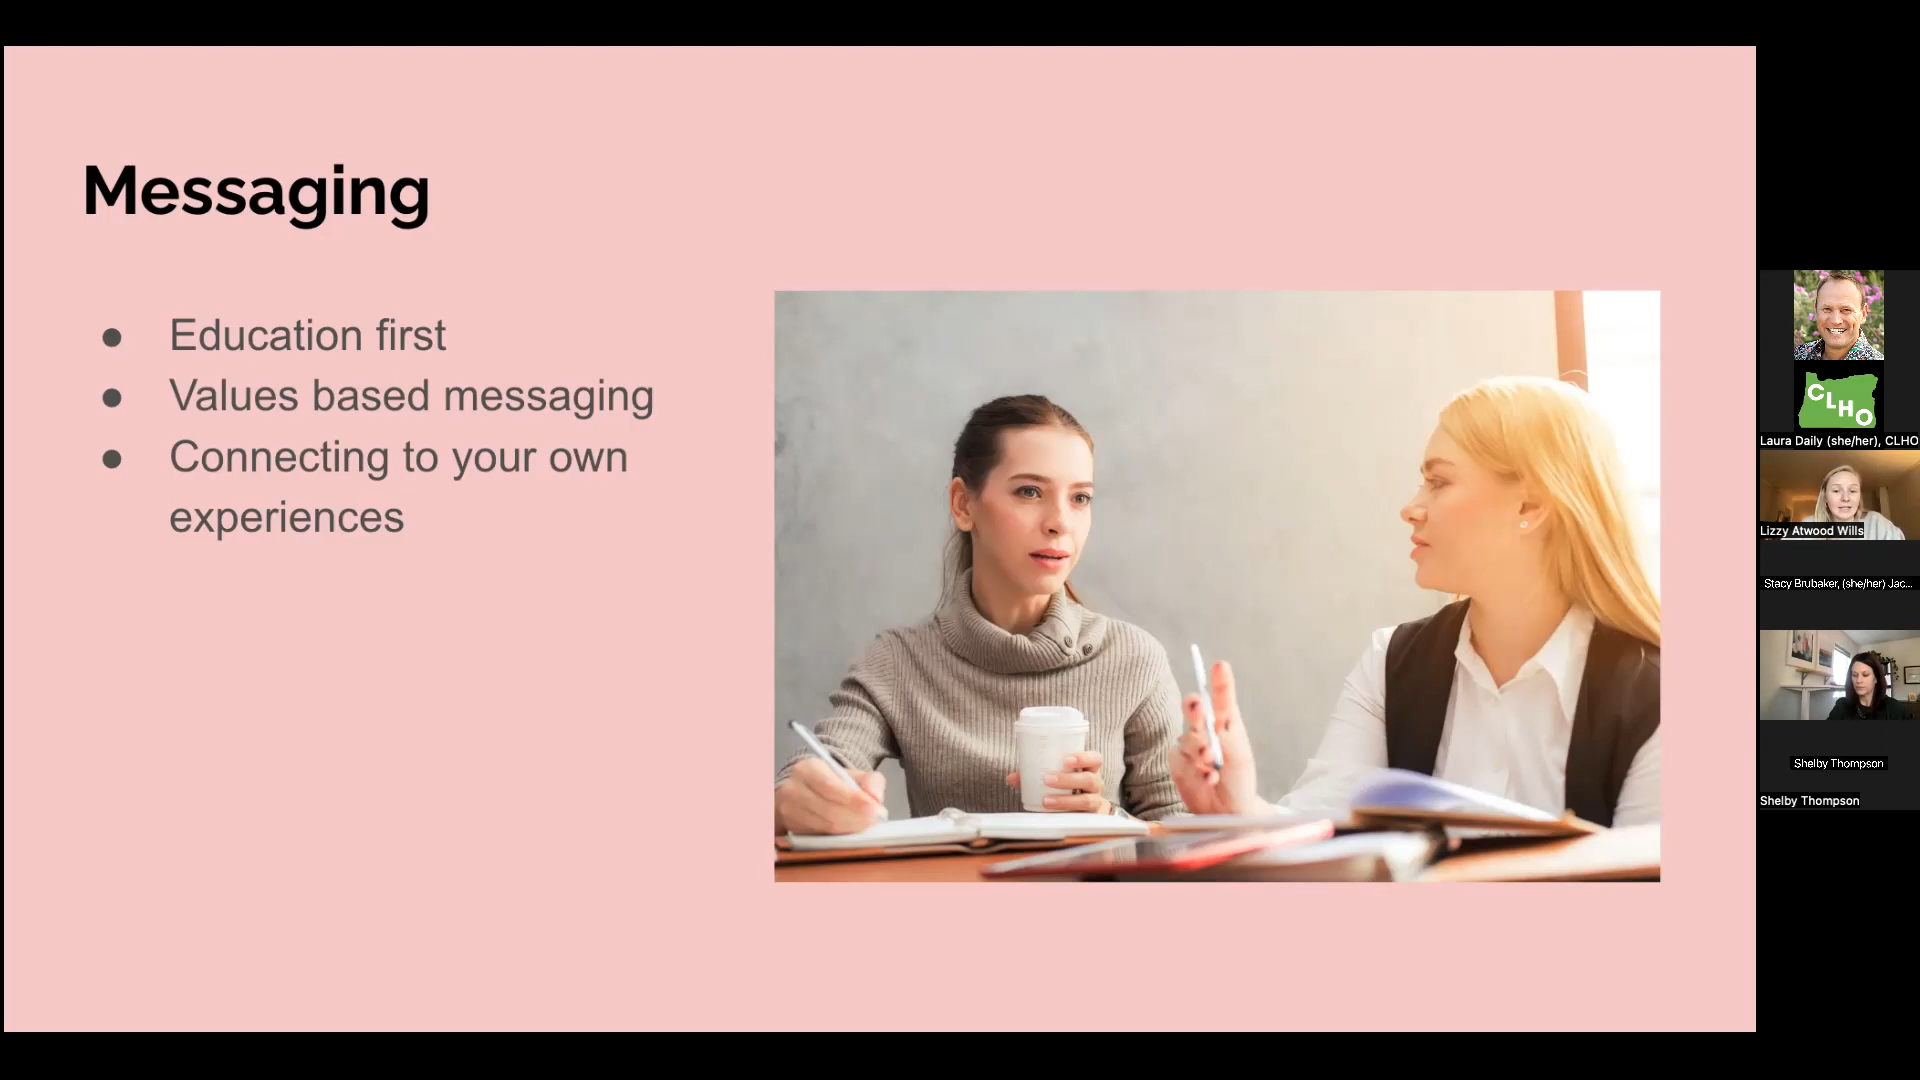 Messaging
● Education first
● Values based messaging
● Connecting to your own
experiences
CLHO
Laura Daily (she/her), CLHO
Lizzy Atwood Wills
Stacy Brubaker, (she/her) Jac...
Shelby Thompson
Shelby Thompson